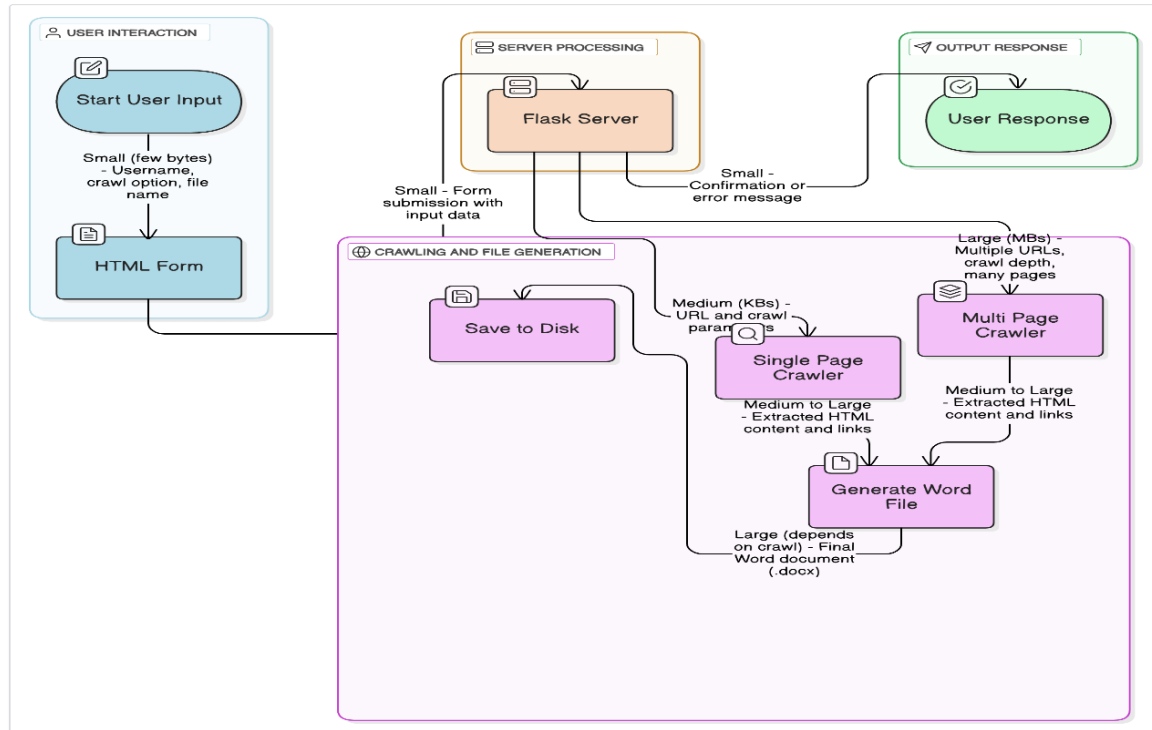 USER INTERACTION
Start User Input
Small (few bytes)
- Username,
crawl option, file
name
HTML Form
SERVER PROCESSING
Flask Server
Small - Form
submission with
input data
OUTPUT RESPONSE
User Response
Small -
Confirmation or
error message
CRAWLING AND FILE GENERATION
Save to Disk
Medium (KBs) -
URL and crawl
Single Page
Crawler
Large (MBs) -
Multiple URLs,
crawl depth,
many pages
Multi Page
Crawler
Medium to Large
- Extracted HTML
content and links
Medium to Large
- Extracted HTML
content and links
Generate Word
File
Large (depends
on crawl) - Final
Word document
(.docx)